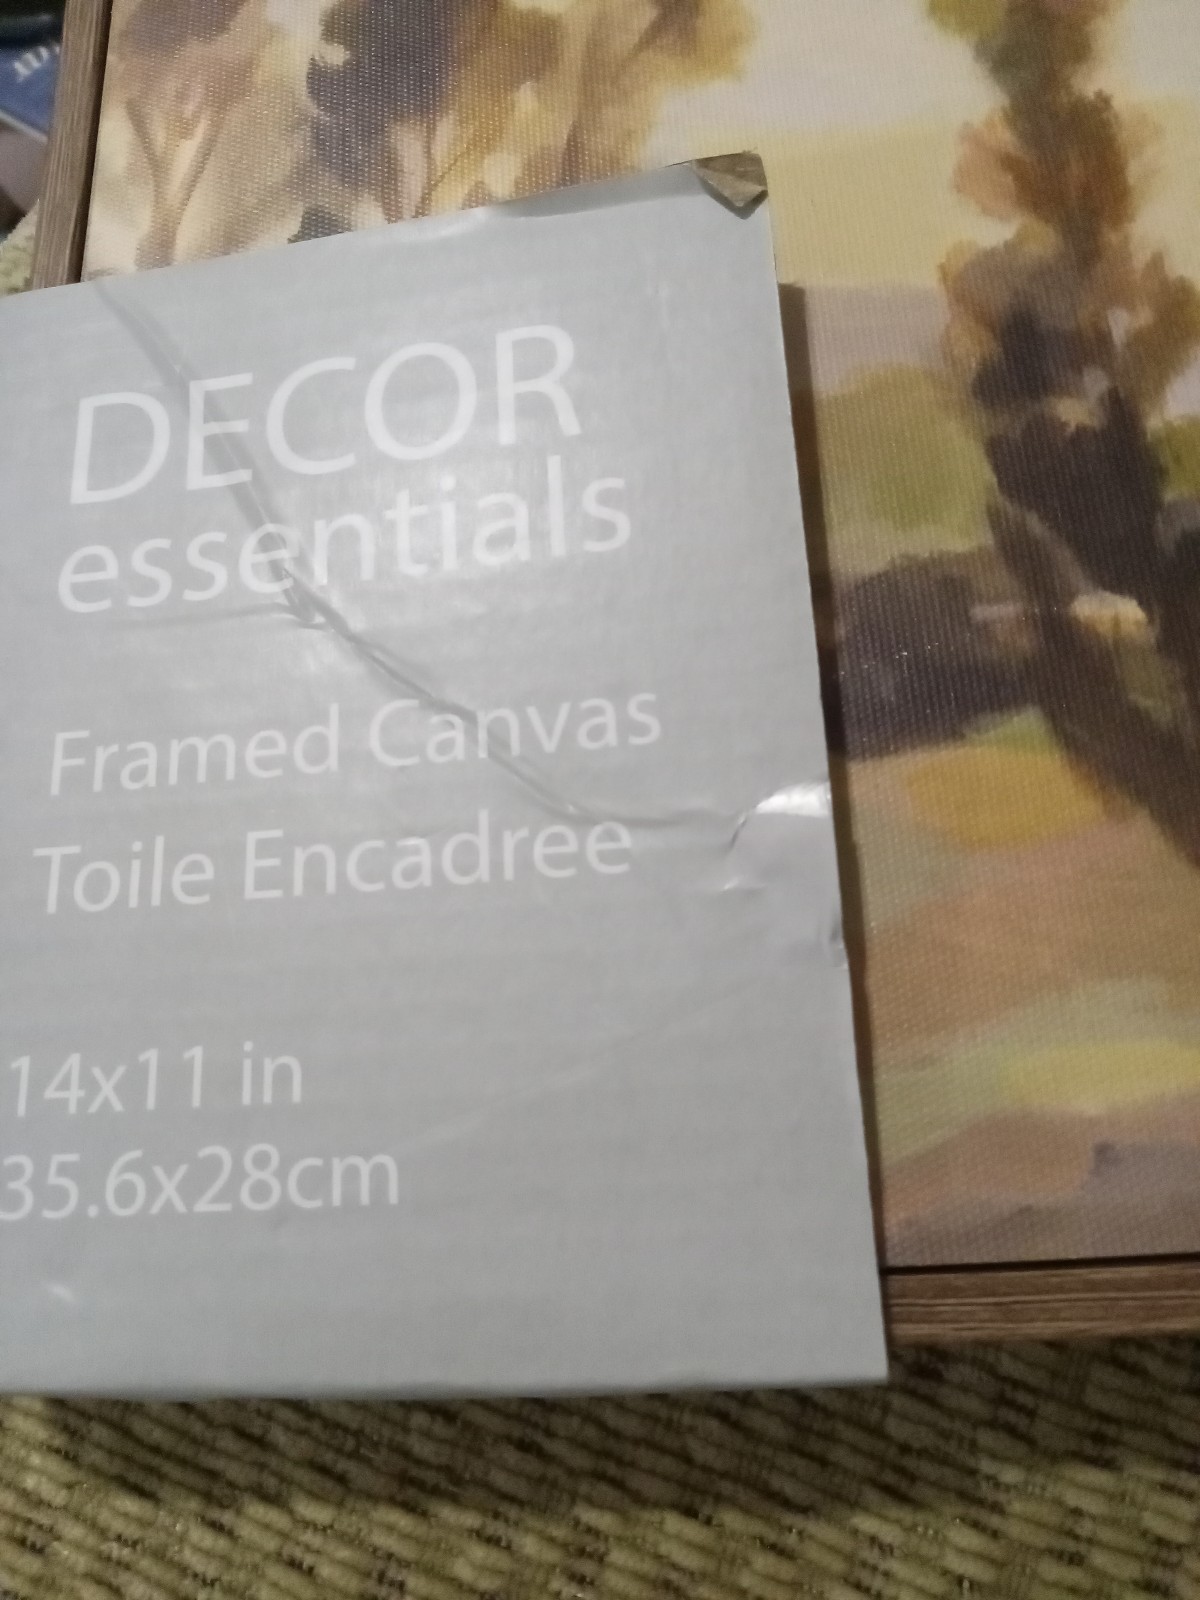 DECOR
essentials
Framed Canvas
Toile Encadree
14x11 in
35.6x28cm